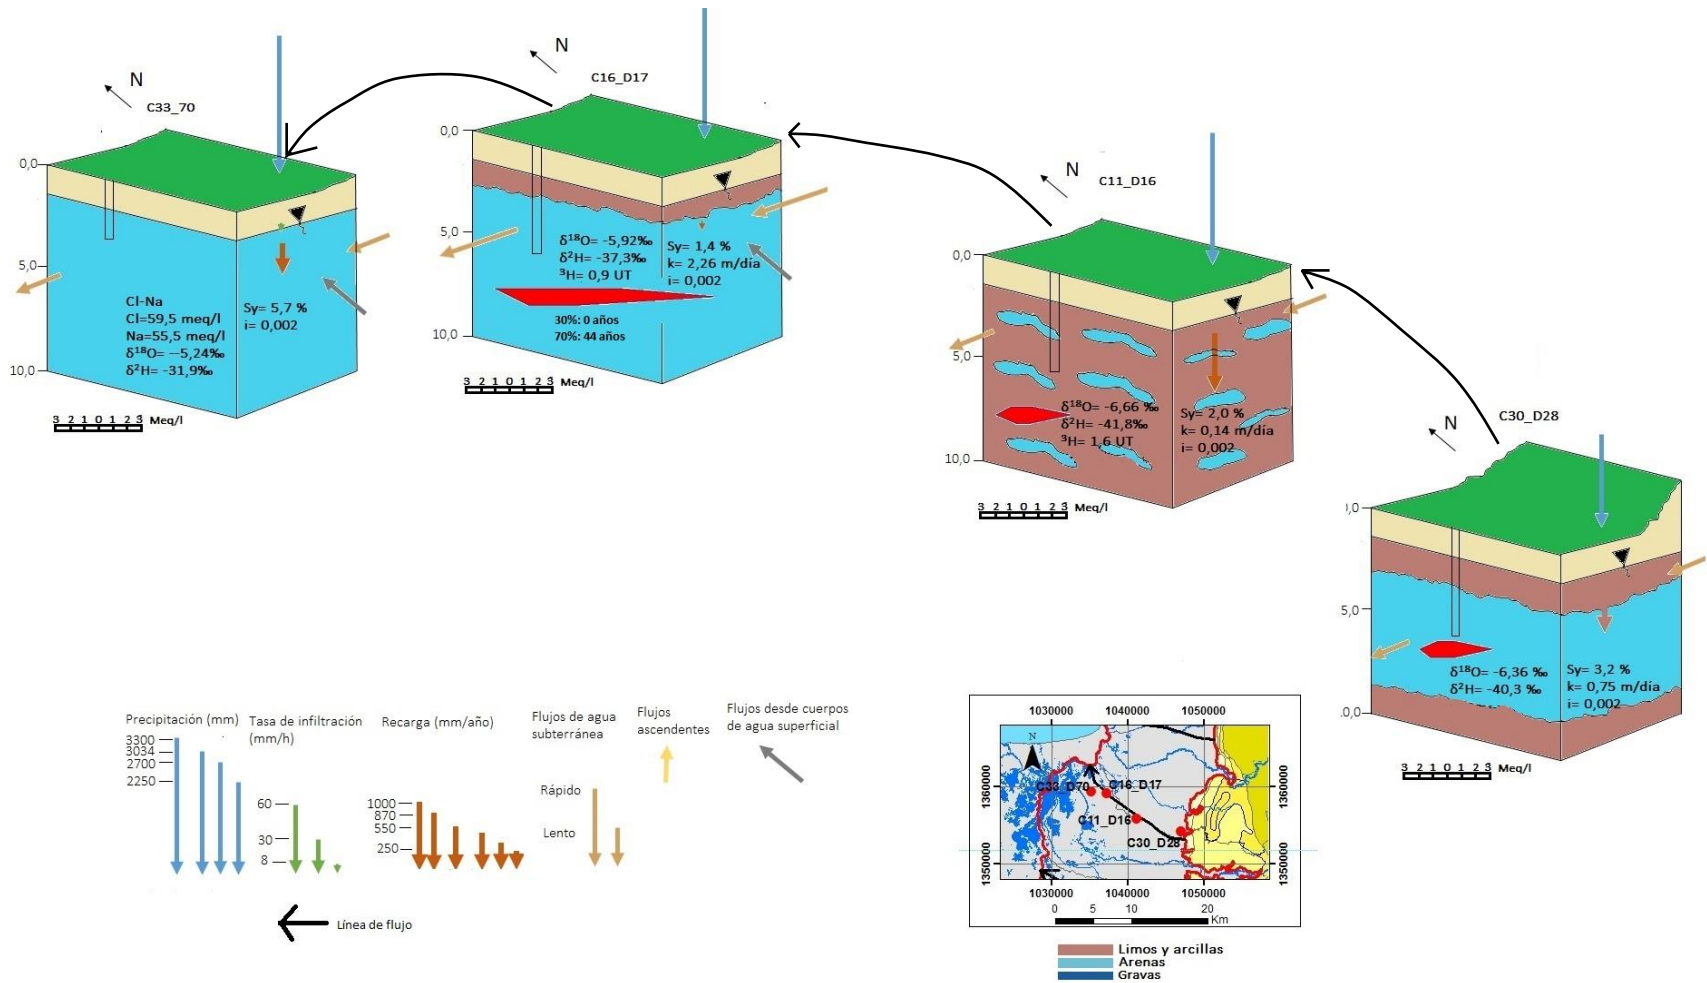 N
C33_70
0,0
5,0
10,0
Cl-Na
Cl=59,5 meq/l
Na=55,5 meq/l
δ¹⁸O= --5,24‰
δ²H= -31,9‰
Sy= 5,7 %
i= 0,002
3 2 1 0 1 2 3 Meq/l
N
C16_D17
0,0
5,0
10,0
δ¹⁸O= -5,92‰
δ²H= -37,3‰
³H= 0,9 UT
Sy= 1,4 %
k= 2,26 m/día
i= 0,002
30%: 0 años
70%: 44 años
3 2 1 0 1 2 3 Meq/l
N
C11_D16
0,0
5,0
10,0
δ¹⁸O= -6,66 ‰
δ²H= -41,8‰
³H= 1,6 UT
Sy= 2,0 %
k= 0,14 m/día
i= 0,002
3 2 1 0 1 2 3 Meq/l
N
C30_D28
),0
5,0
.0,0
δ¹⁸O= -6,36 ‰
δ²H= -40,3 ‰
Sy= 3,2 %
k= 0,75 m/día
i= 0,002
3 2 1 0 1 2 3 Meq/l
Precipitación (mm)
3300
3034
2700
2250
Tasa de infiltración
(mm/h)
60
30
8
Recarga (mm/año)
1000
870
550
250
Flujos de agua
subterránea
Rápido
Lento
Flujos
ascendentes
Flujos desde cuerpos
de agua superficial
Línea de flujo
1030000 1040000 1050000
N
1360000
1350000
C33_D70
C16_D17
C11_D16
C30_D28
1360000
1350000
1030000 1040000 1050000
0 5 10 20
Km
Limos y arcillas
Arenas
Gravas